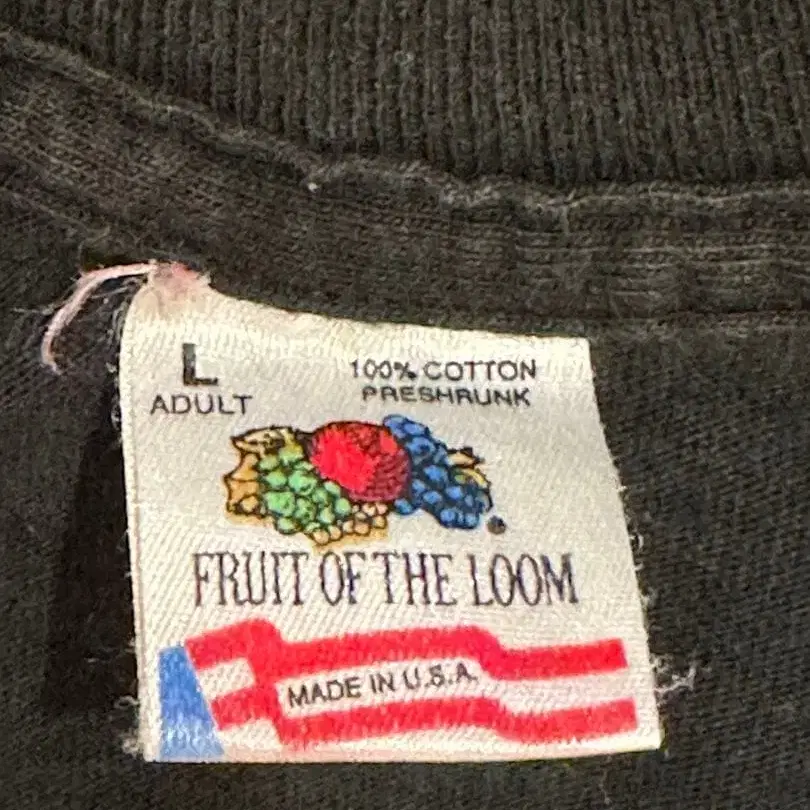 L
ADULT
100% COTTON
PRESHRUNK
®
FRUIT OF THE LOOM
MADE IN U.S.A.